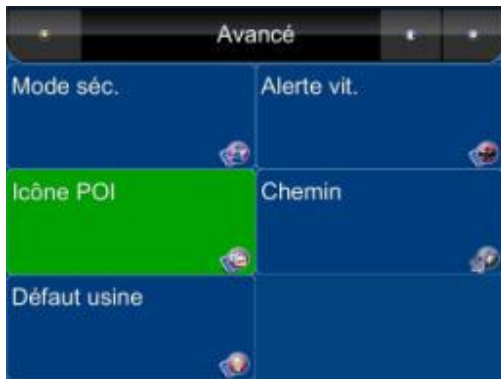 Avancé
Mode séc.
Alerte vit.
Icône POI
Chemin
Défaut usine